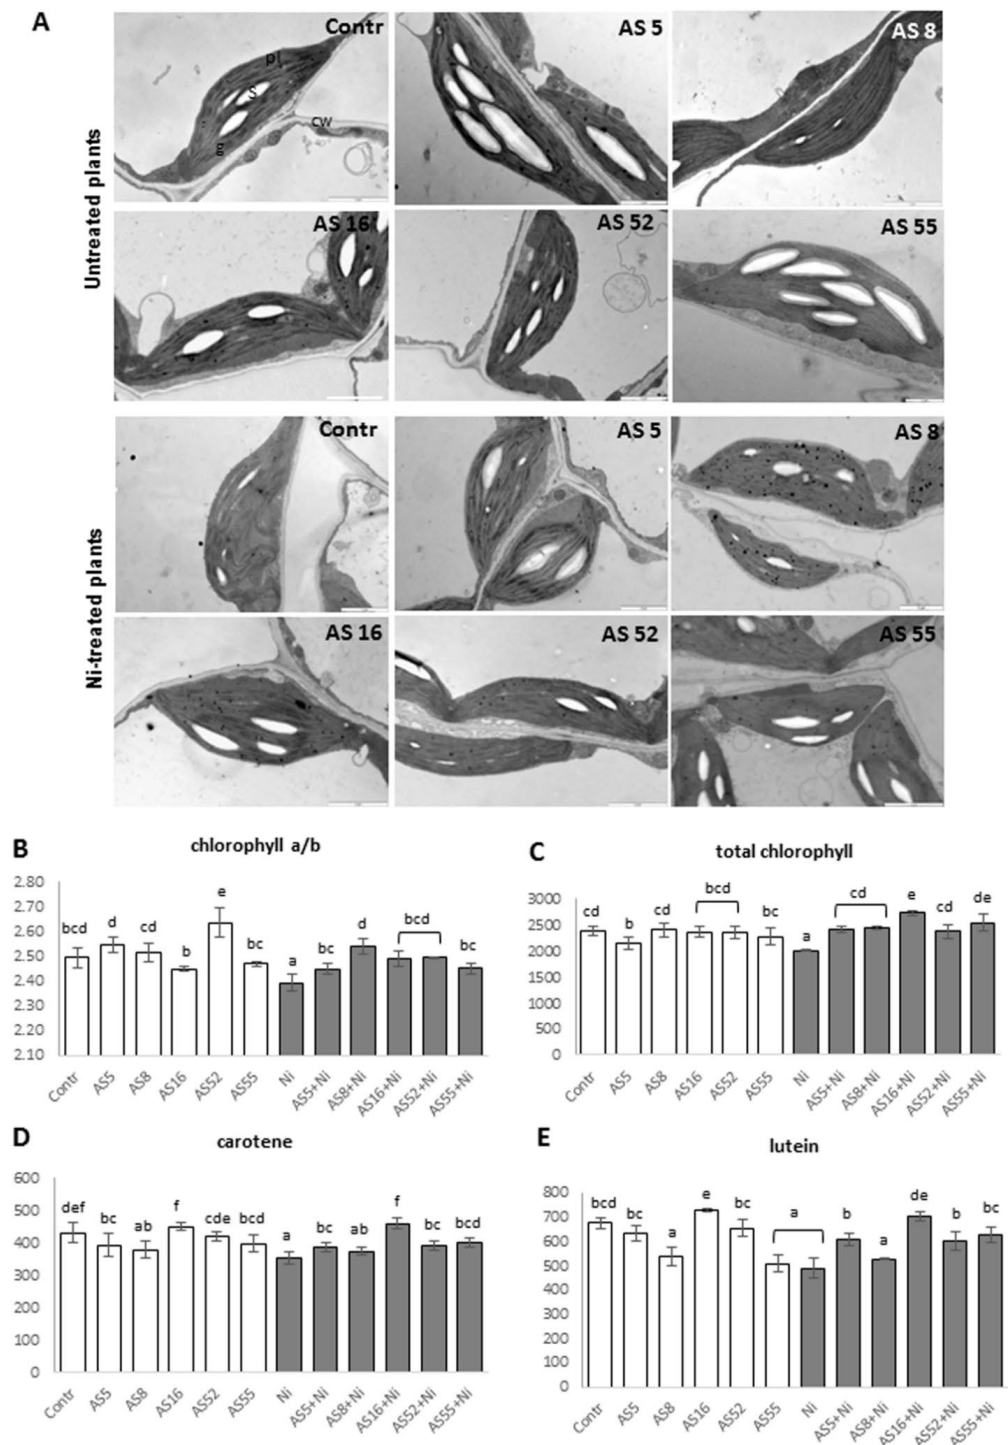 A
Contr
AS 5
AS 8
pl
S
cw
g
Untreated plants
AS 16
AS 52
AS 55
Contr
AS 5
AS 8
Ni-treated plants
AS 16
AS 52
AS 55
B
chlorophyll a/b
2.80
2.70
2.60
2.50
2.40
2.30
2.20
2.10
bcd
d
cd
b
e
bc
a
bc
d
bcd
bc
Contr
AS5
AS8
AS16
AS52
AS55
Ni
AS5+Ni
AS8+Ni
AS16+Ni
AS52+Ni
AS55+Ni
C
total chlorophyll
3000
2500
2000
1500
1000
500
0
cd
b
cd
bcd
bc
a
cd
e
cd
de
Contr
AS5
AS8
AS16
AS52
AS55
Ni
AS5+Ni
AS8+Ni
AS16+Ni
AS52+Ni
AS55+Ni
D
carotene
600
500
400
300
200
100
0
def
bc
ab
f
cde
bcd
a
bc
ab
f
bc
bcd
Contr
AS5
AS8
AS16
AS52
AS55
Ni
AS5+Ni
AS8+Ni
AS16+Ni
AS52+Ni
AS55+Ni
E
lutein
800
700
600
500
400
300
200
100
0
bcd
bc
a
e
bc
a
b
a
de
b
bc
Contr
AS5
AS8
AS16
AS52
AS55
Ni
AS5+Ni
AS8+Ni
AS16+Ni
AS52+Ni
AS55+Ni